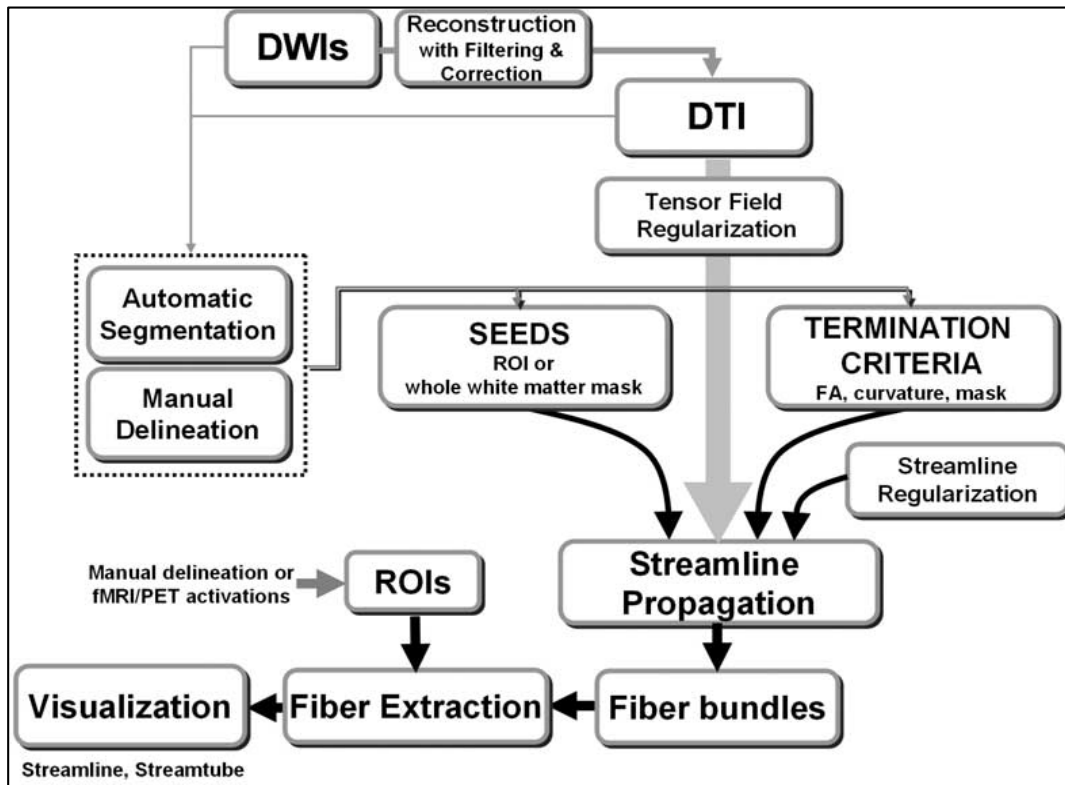 DWIs
Reconstruction
with Filtering &
Correction
DTI
Tensor Field
Regularization
Automatic
Segmentation
Manual
Delineation
SEEDS
ROI or
whole white matter mask
TERMINATION
CRITERIA
FA, curvature, mask
Streamline
Regularization
Streamline
Propagation
Manual delineation or
fMRI/PET activations
ROIs
Visualization
Fiber Extraction
Fiber bundles
Streamline, Streamtube